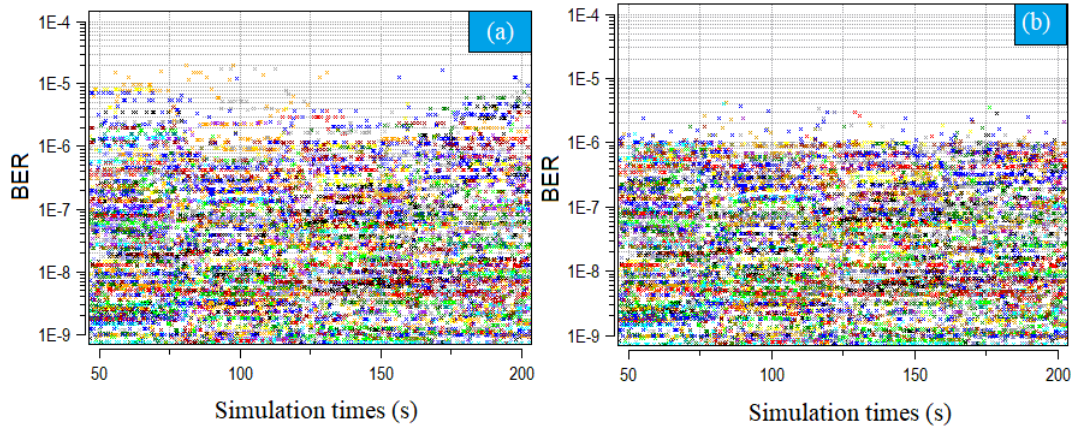 (a)
1E-4
1E-5
1E-6
1E-7
1E-8
1E-9
BER
50
100
150
200
Simulation times (s)
(b)
1E-4
1E-5
1E-6
1E-7
1E-8
1E-9
BER
50
100
150
200
Simulation times (s)